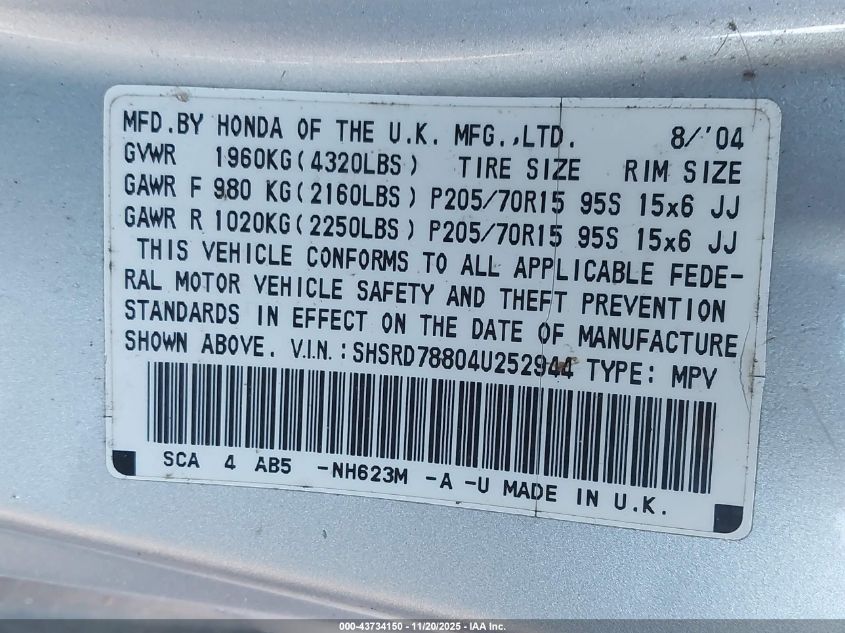 MFD.BY HONDA OF THE U.K. MFG.,LTD. 8/'04
GVWR 1960KG(4320LBS) TIRE SIZE RIM SIZE
GAWR F 980 KG(2160LBS) P205/70R15 95S 15x6 JJ
GAWR R 1020KG(2250LBS) P205/70R15 95S 15x6 JJ
THIS VEHICLE CONFORMS TO ALL APPLICABLE FEDE-
RAL MOTOR VEHICLE SAFETY AND THEFT PREVENTION
STANDARDS IN EFFECT ON THE DATE OF MANUFACTURE
SHOWN ABOVE. V.I.N.:SHSRD78804U252944 TYPE: MPV
SCA 4 AB5 -NH623M -A -U MADE IN U.K.
000-43734150 - 11/20/2025 - IAA Inc.